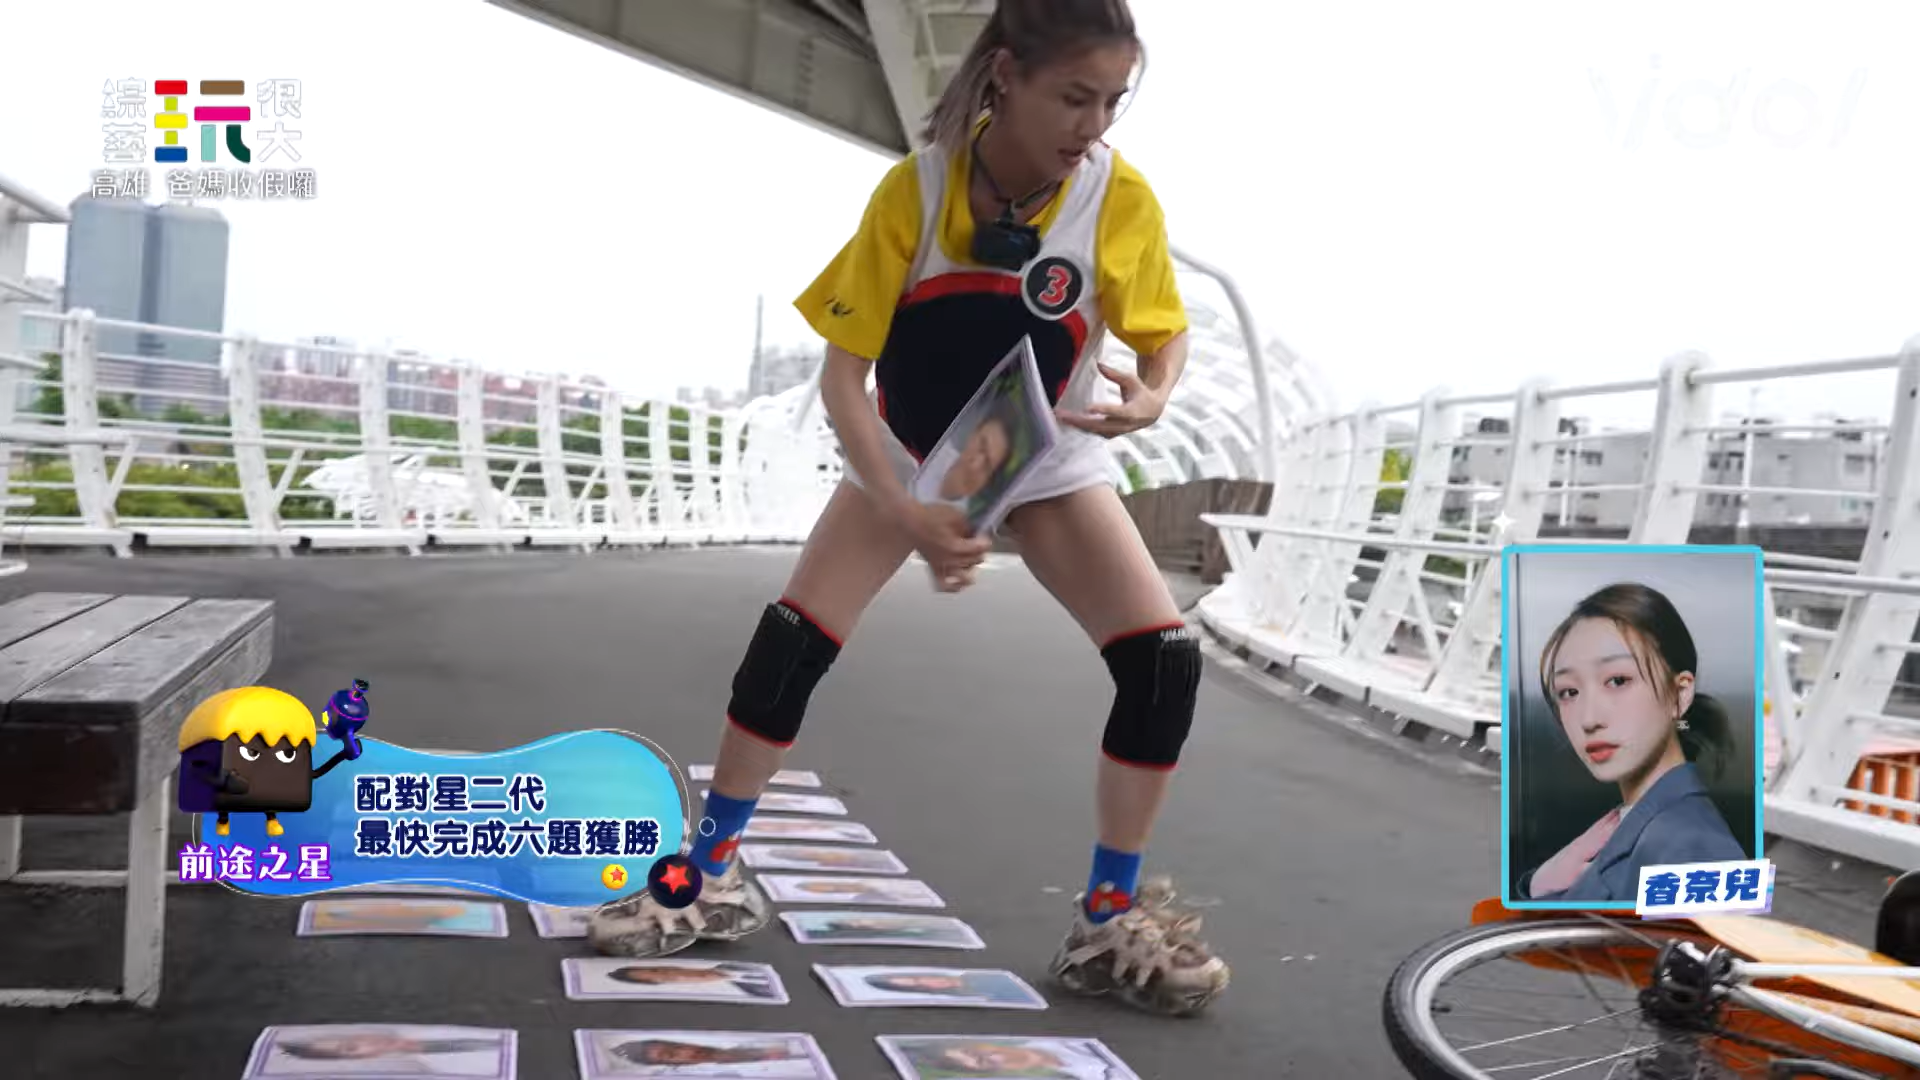 綜藝玩很大
高雄 爸媽收假囉
vidol
3
配對星二代
最快完成六題獲勝
前途之星
香奈兒